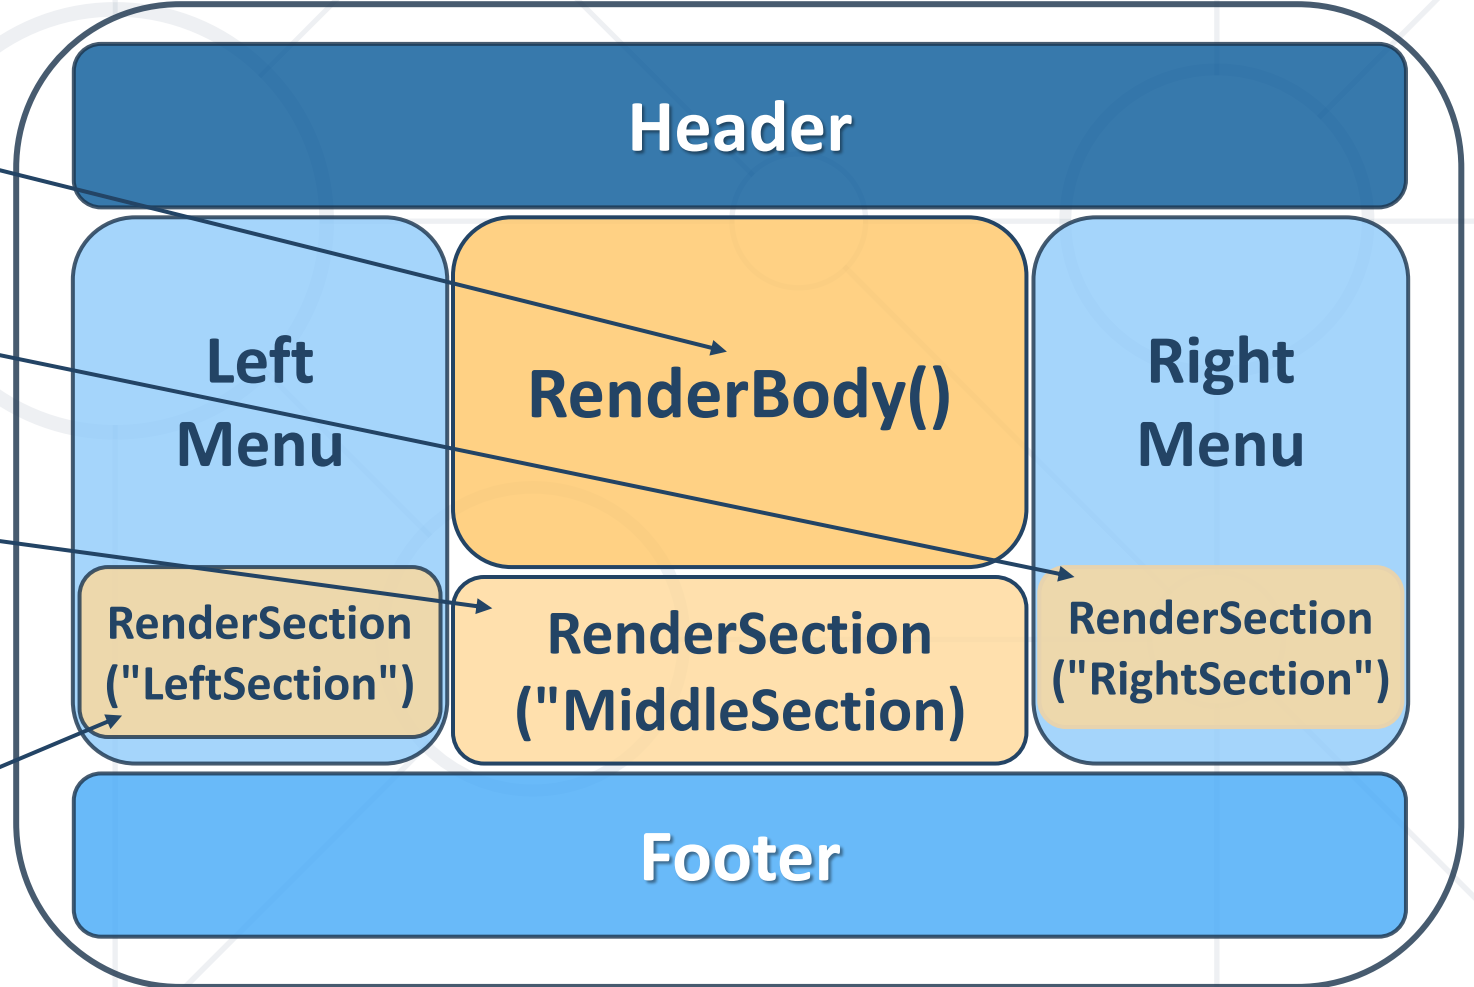 Header
Left
Menu
RenderBody()
Right
Menu
RenderSection
("LeftSection")
RenderSection
("MiddleSection)
RenderSection
("RightSection")
Footer